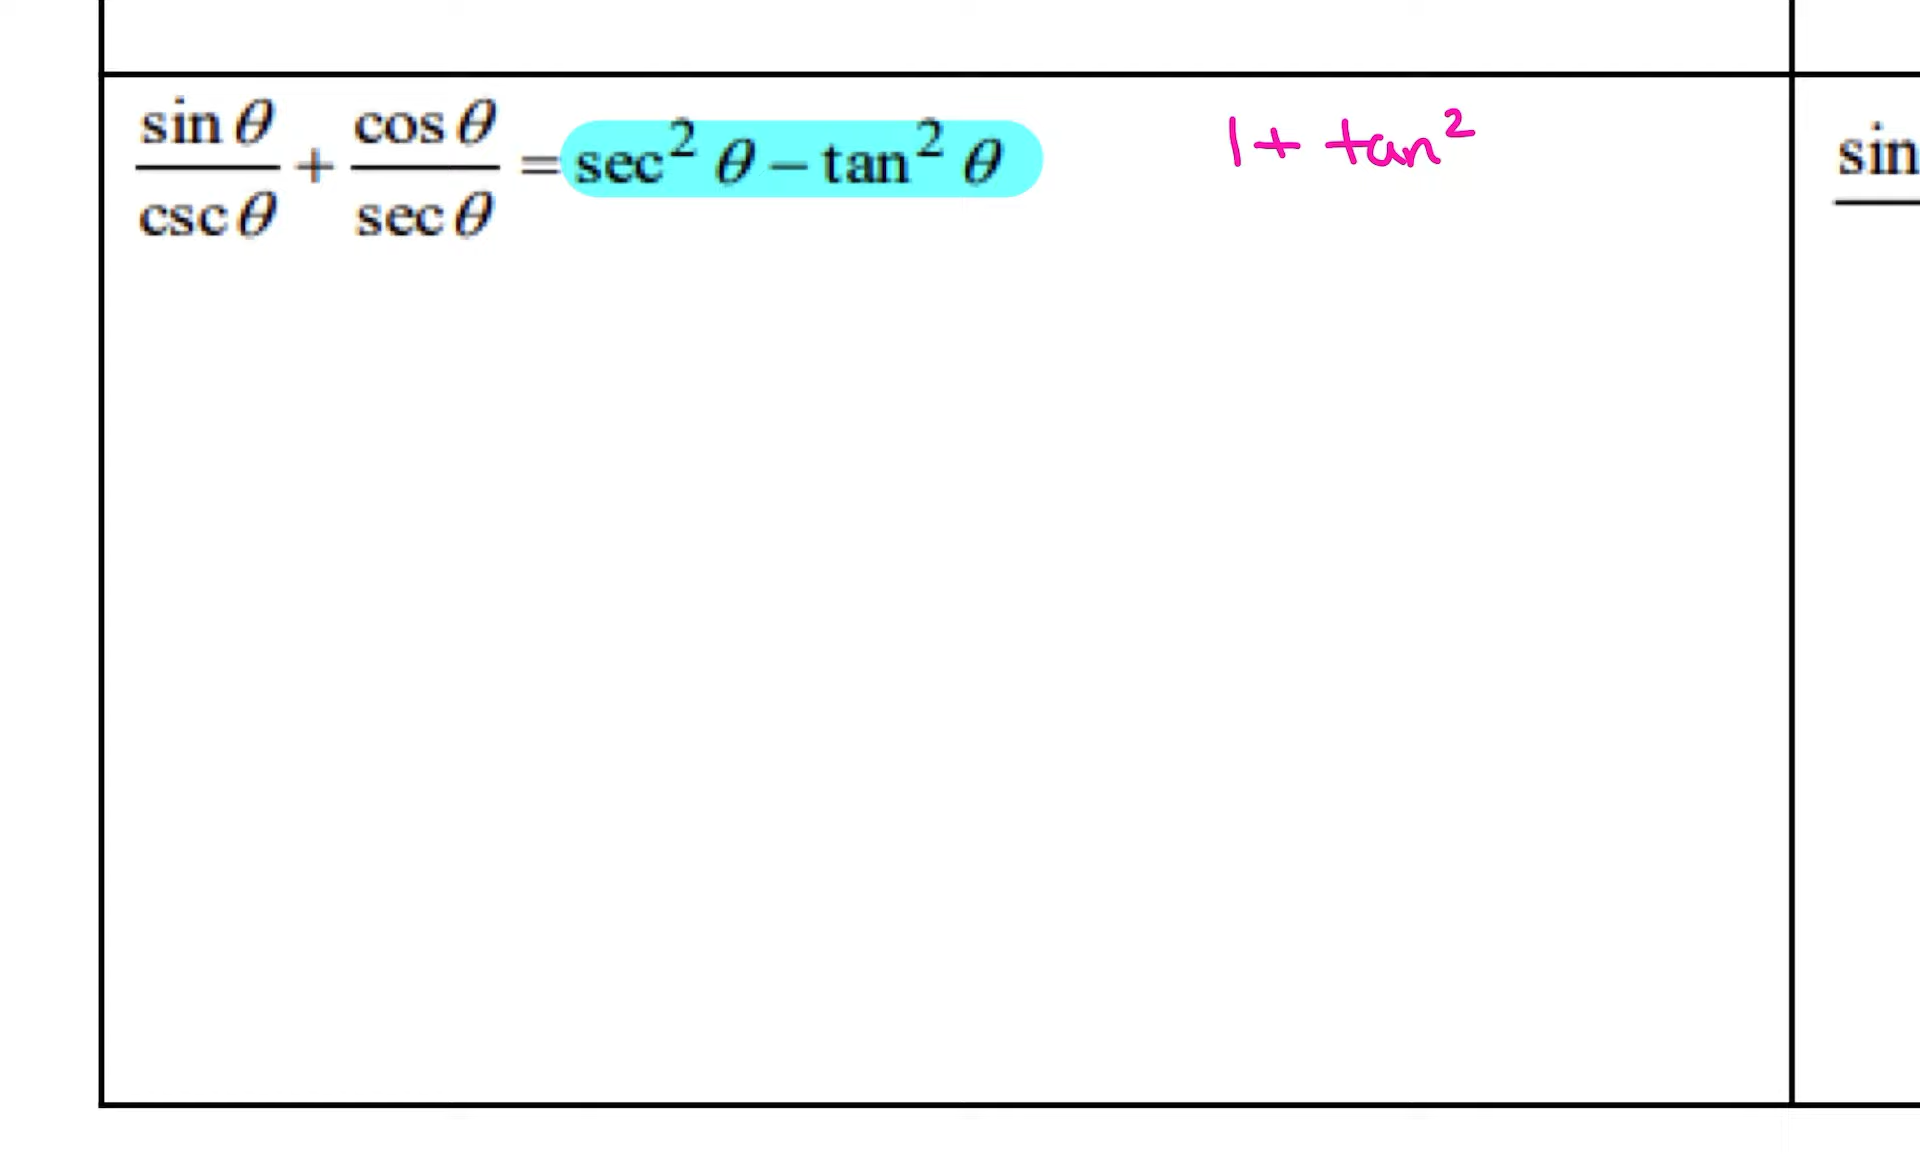 sin θ / csc θ + cos θ / sec θ = sec² θ – tan² θ
1 + tan²
sin